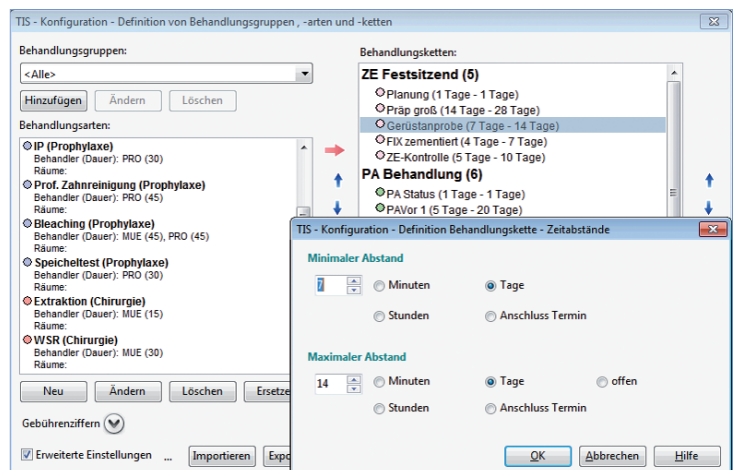 TIS - Konfiguration - Definition von Behandlungsgruppen , -arten und -ketten
Behandlungsgruppen:
<Alle>
Hinzufügen Ändern Löschen
Behandlungsarten:
IP (Prophylaxe)
Behandler (Dauer): PRO (30)
Räume:
Prof. Zahnreinigung (Prophylaxe)
Behandler (Dauer): PRO (45)
Räume:
Bleaching (Prophylaxe)
Behandler (Dauer): MUE (45), PRO (45)
Räume:
Speicheltest (Prophylaxe)
Behandler (Dauer): PRO (30)
Räume:
Extraktion (Chirurgie)
Behandler (Dauer): MUE (15)
Räume:
WSR (Chirurgie)
Behandler (Dauer): MUE (30)
Räume:
Neu Ändern Löschen Ersetze
Gebührenziffern
Erweiterte Einstellungen ... Importieren Expo
Behandlungsketten:
ZE Festsitzend (5)
Planung (1 Tage - 1 Tage)
Präp groß (14 Tage - 28 Tage)
Gerüstanprobe (7 Tage - 14 Tage)
FIX zementiert (4 Tage - 7 Tage)
ZE-Kontrolle (5 Tage - 10 Tage)
PA Behandlung (6)
PA Status (1 Tage - 1 Tage)
PAVor 1 (5 Tage - 20 Tage)
TIS - Konfiguration - Definition Behandlungskette - Zeitabstände
Minimaler Abstand
7 Minuten Tage
Stunden Anschluss Termin
Maximaler Abstand
14 Minuten Tage offen
Stunden Anschluss Termin
OK Abbrechen Hilfe